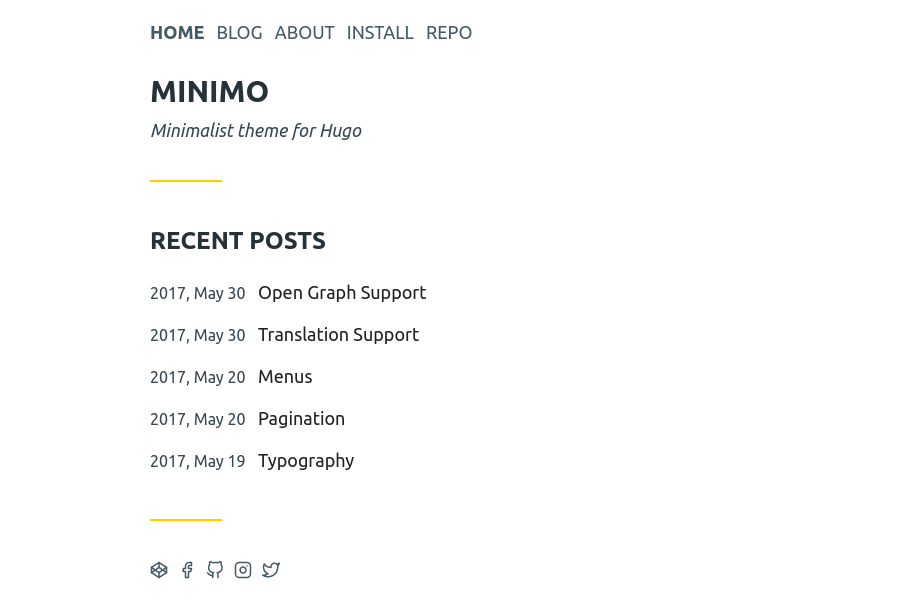 HOME BLOG ABOUT INSTALL REPO
MINIMO
Minimalist theme for Hugo
RECENT POSTS
2017, May 30 Open Graph Support
2017, May 30 Translation Support
2017, May 20 Menus
2017, May 20 Pagination
2017, May 19 Typography